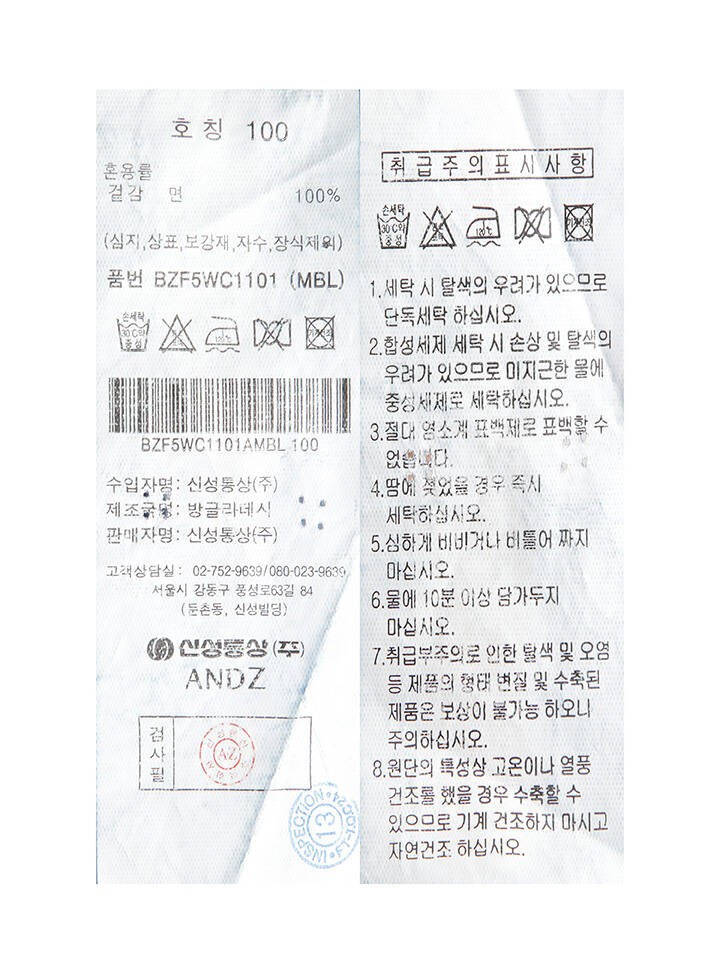 호칭 100
혼용률
겉감 면 100%
(심지,상표,보강재,자수,장식제외)
품번 BZF5WC1101 (MBL)
손세탁
30℃와
중성
120℃
BZF5WC1101AMBL 100
수입자명: 신성통상(주)
제조국명: 방글라데시
판매자명: 신성통상(주)
고객상담실: 02-752-9639/080-023-9639
서울시 강동구 풍성로63길 84
(둔촌동, 신성빌딩)
신성통상(주)
ANDZ
검사필
AZ
INSPECTION
13
취급주의표시사항
손세탁
30℃와
중성
120℃
1.세탁 시 탈색의 우려가 있으므로
단독세탁 하십시오.
2.합성세제 세탁 시 손상 및 탈색의
우려가 있으므로 미지근한 물에
중성세제로 세탁하십시오.
3.절대 염소계 표백제로 표백할 수
없습니다.
4.땀에 젖었을 경우 즉시
세탁하십시오.
5.심하게 비비거나 비틀어 짜지
마십시오.
6.물에 10분 이상 담가두지
마십시오.
7.취급부주의로 인한 탈색 및 오염
등 제품의 형태 변질 및 수축된
제품은 보상이 불가능 하오니
주의하십시오.
8.원단의 특성상 고온이나 열풍
건조를 했을 경우 수축할 수
있으므로 기계 건조하지 마시고
자연건조 하십시오.